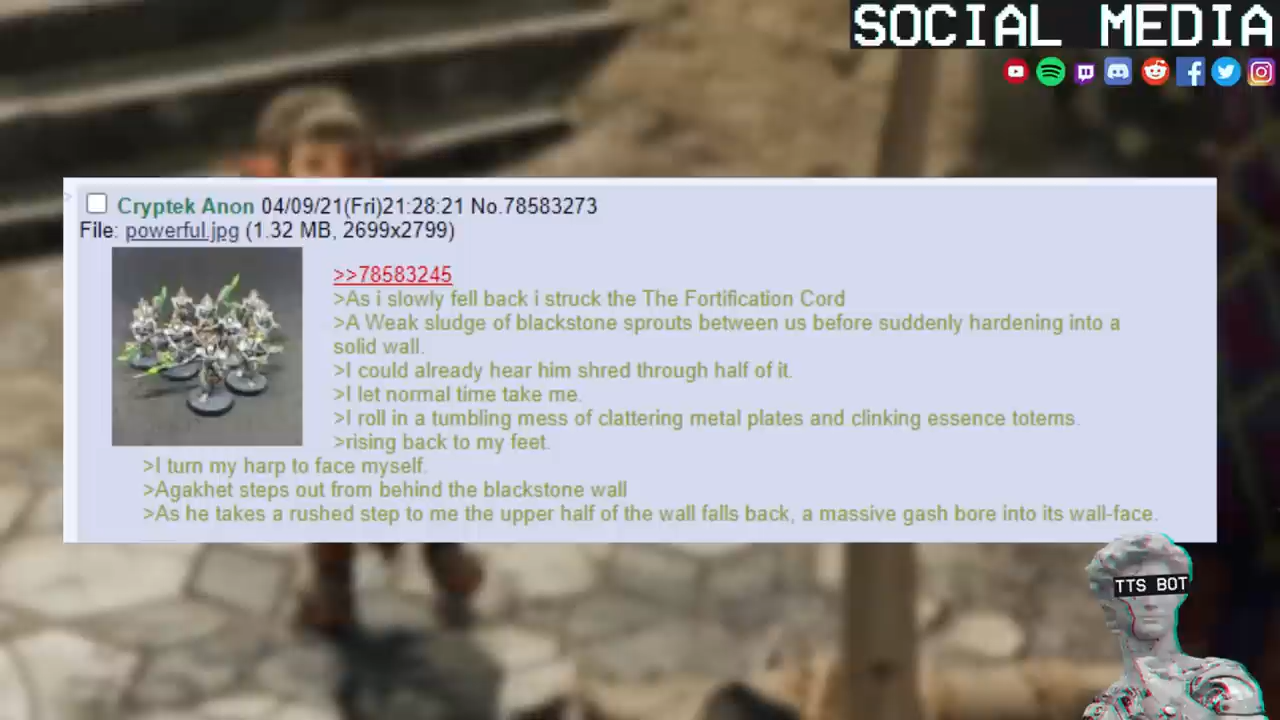 SOCIAL MEDIA
Cryptek Anon 04/09/21(Fri)21:28:21 No.78583273
File: powerful.jpg (1.32 MB, 2699x2799)
>>78583245
>As i slowly fell back i struck the The Fortification Cord
>A Weak sludge of blackstone sprouts between us before suddenly hardening into a
solid wall.
>I could already hear him shred through half of it.
>I let normal time take me.
>I roll in a tumbling mess of clattering metal plates and clinking essence totems.
>rising back to my feet.
>I turn my harp to face myself.
>Agakhet steps out from behind the blackstone wall
>As he takes a rushed step to me the upper half of the wall falls back, a massive gash bore into its wall-face.
TTS BOT